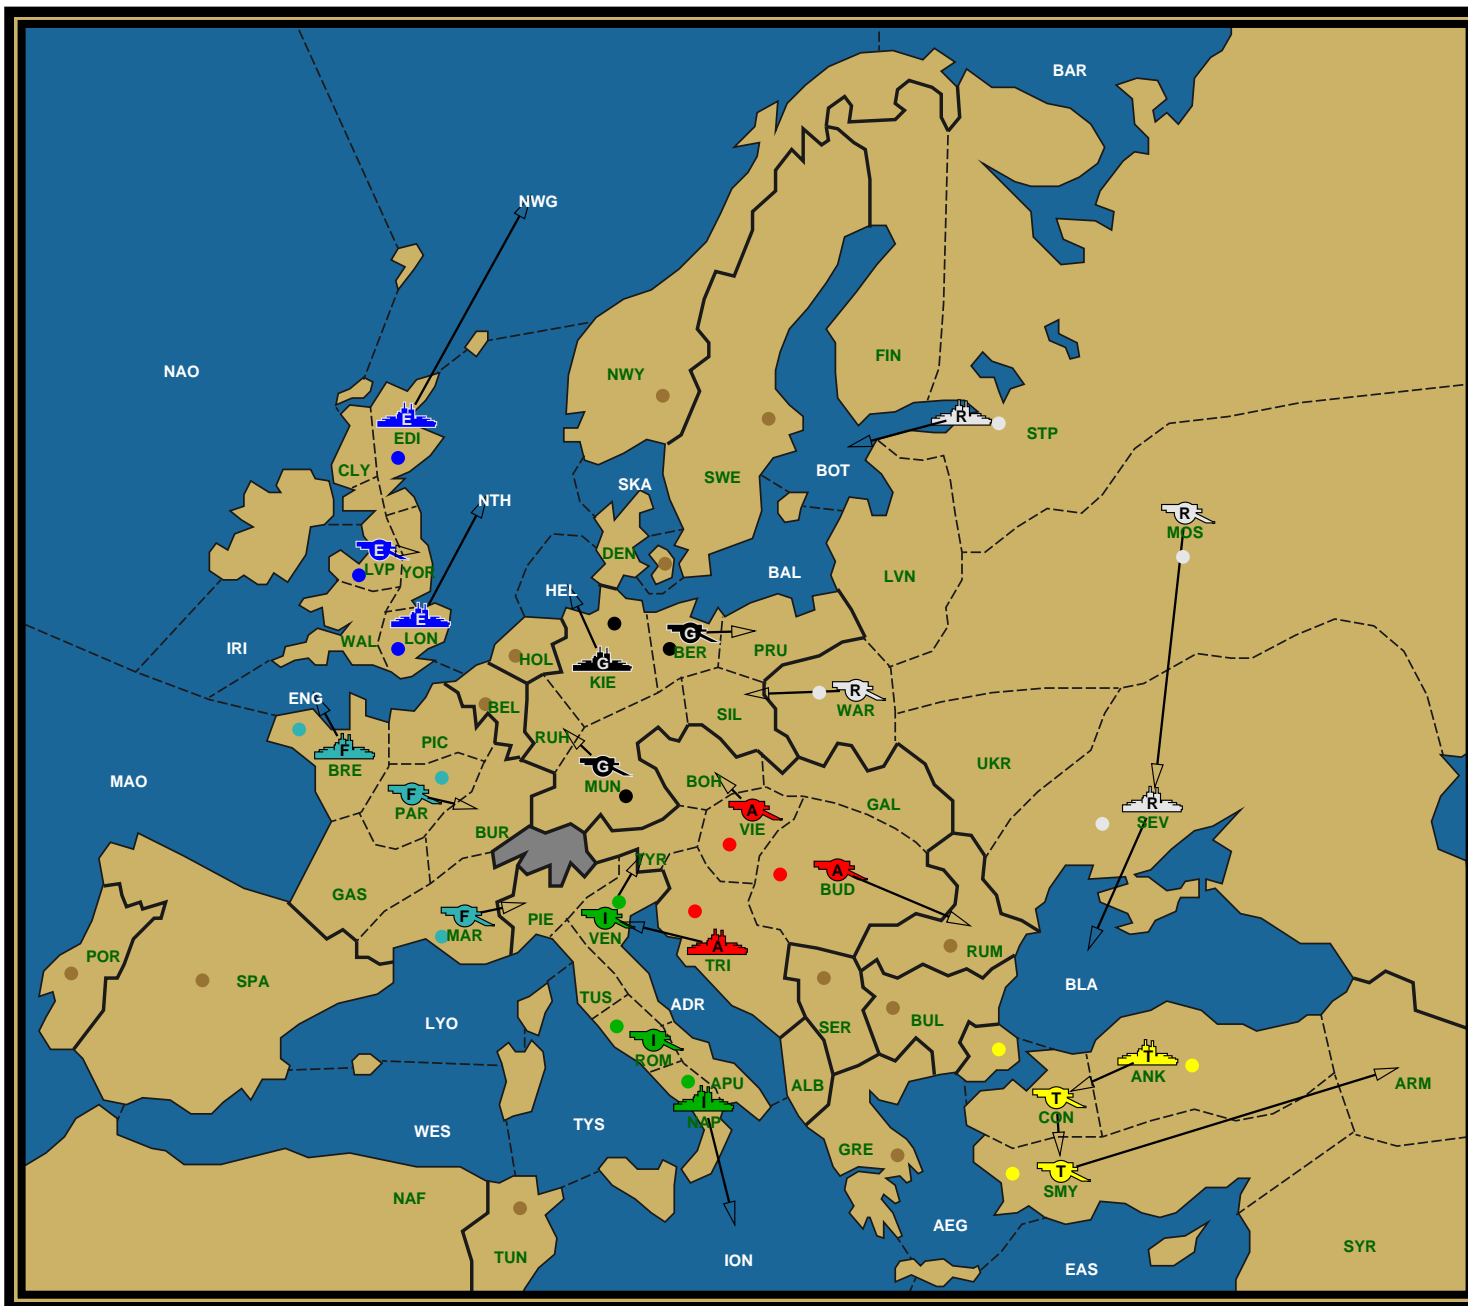 BAR
NWG
NAO
FIN
NWY
E
EDI
R
STP
CLY
SKA
SWE
BOT
NTH
R
MOS
E
LVP
YOR
DEN
BAL
LVN
HEL
E
LON
WAL
IRI
HOL
G
KIE
G
BER
PRU
ENG
BEL
SIL
R
WAR
F
BRE
PIC
RUH
G
MUN
BOH
UKR
MAO
F
PAR
A
VIE
GAL
R
SEV
BUR
TYR
A
BUD
GAS
F
MAR
PIE
I
VEN
A
TRI
RUM
POR
SPA
BLA
TUS
ADR
LYO
SER
BUL
I
ROM
T
ANK
APU
ALB
ARM
I
NAP
T
CON
WES
TYS
GRE
T
SMY
NAF
AEG
SYR
TUN
ION
EAS